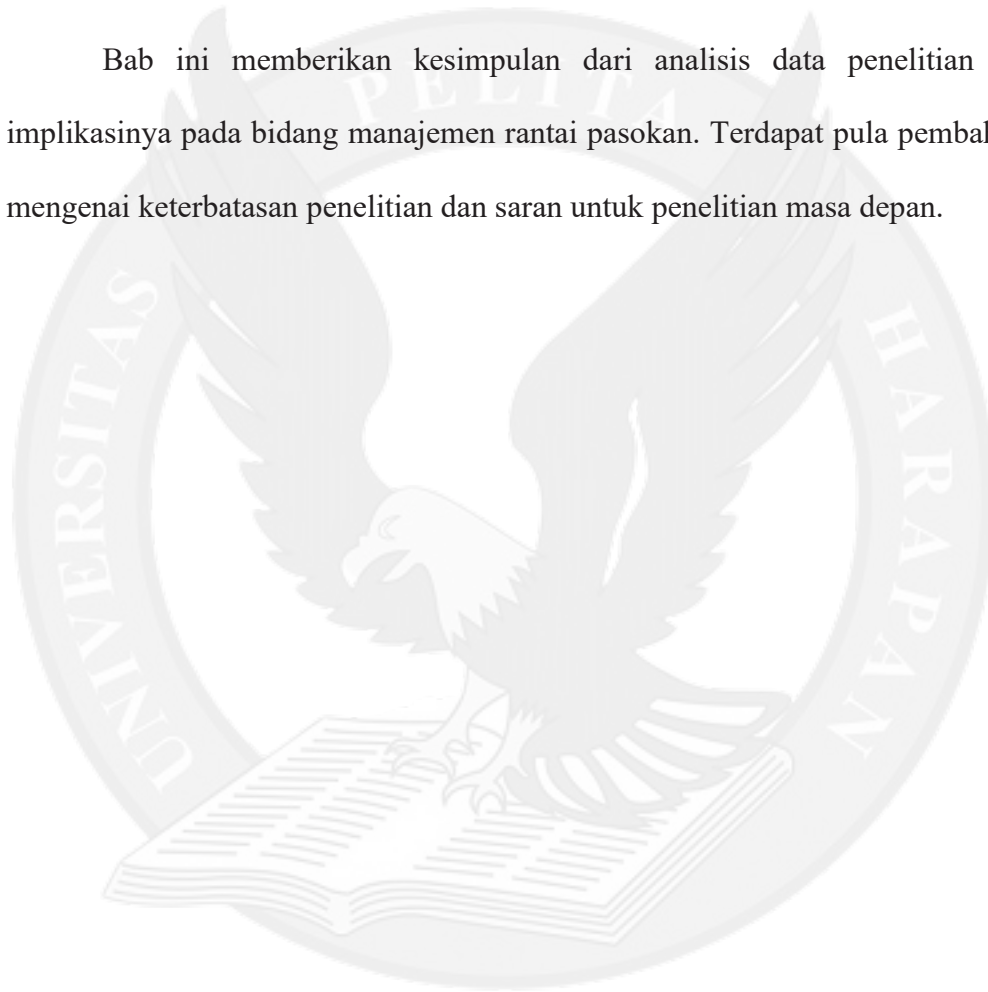 Bab ini memberikan kesimpulan dari analisis data penelitian
PELITA
implikasinya pada bidang manajemen rantai pasokan. Terdapat pula
mengenai keterbatasan penelitian dan saran untuk penelitian masa depan.
UNIVERSITAS
HARAPAN